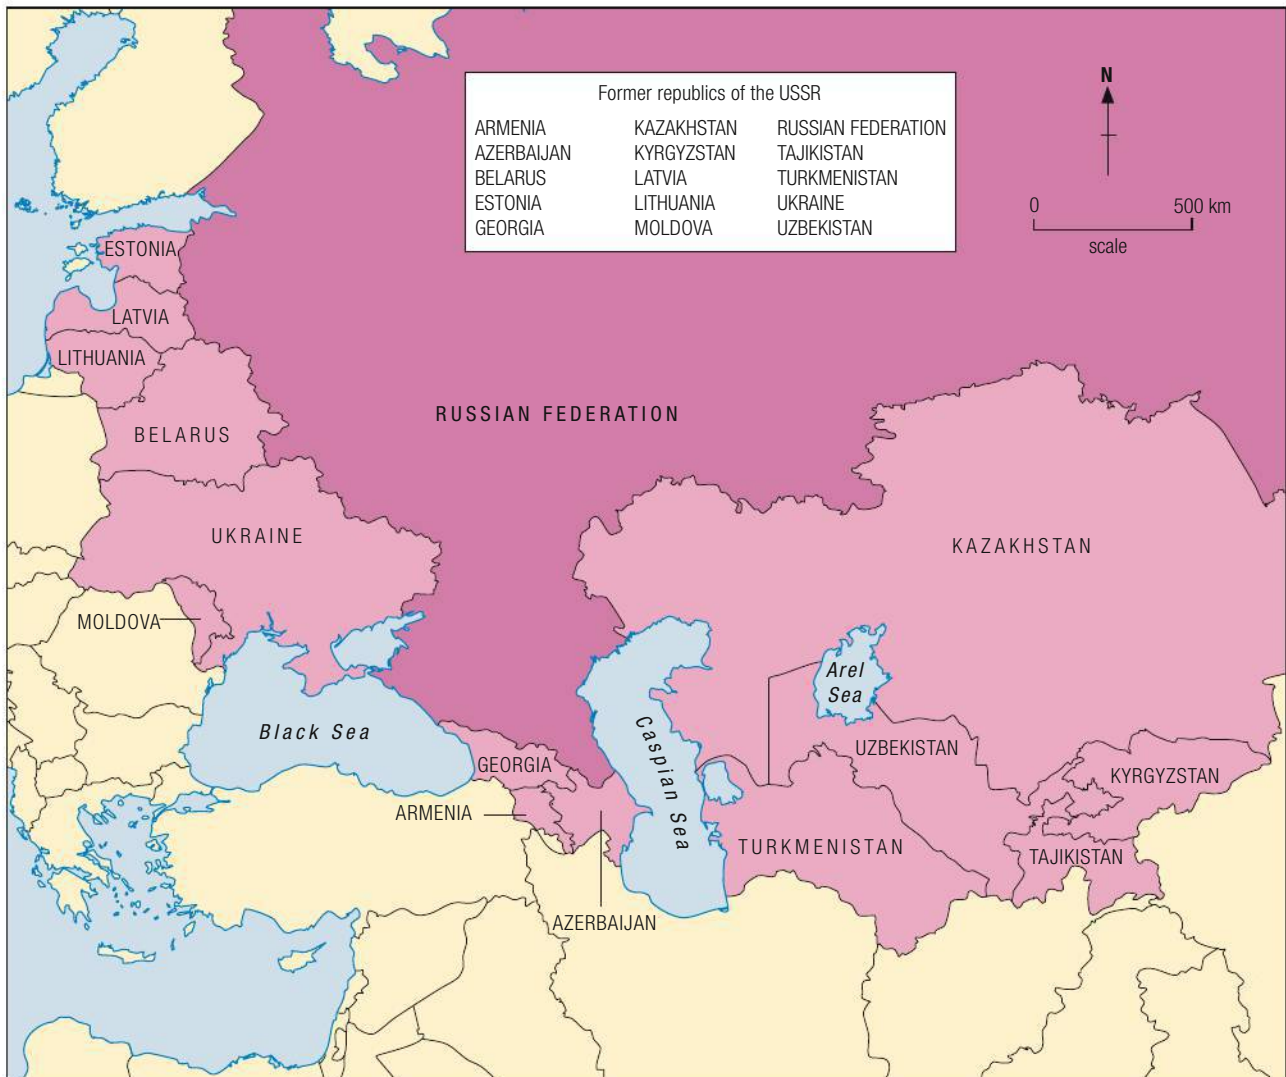 Former republics of the USSR
ARMENIA KAZAKHSTAN RUSSIAN FEDERATION
AZERBAIJAN KYRGYZSTAN TAJIKISTAN
BELARUS LATVIA TURKMENISTAN
ESTONIA LITHUANIA UKRAINE
GEORGIA MOLDOVA UZBEKISTAN
N
0 500 km
scale
ESTONIA
LATVIA
LITHUANIA
RUSSIAN FEDERATION
BELARUS
UKRAINE
KAZAKHSTAN
MOLDOVA
Arel
Sea
Black Sea
Caspian Sea
UZBEKISTAN
GEORGIA
KYRGYZSTAN
ARMENIA
TURKMENISTAN
TAJIKISTAN
AZERBAIJAN